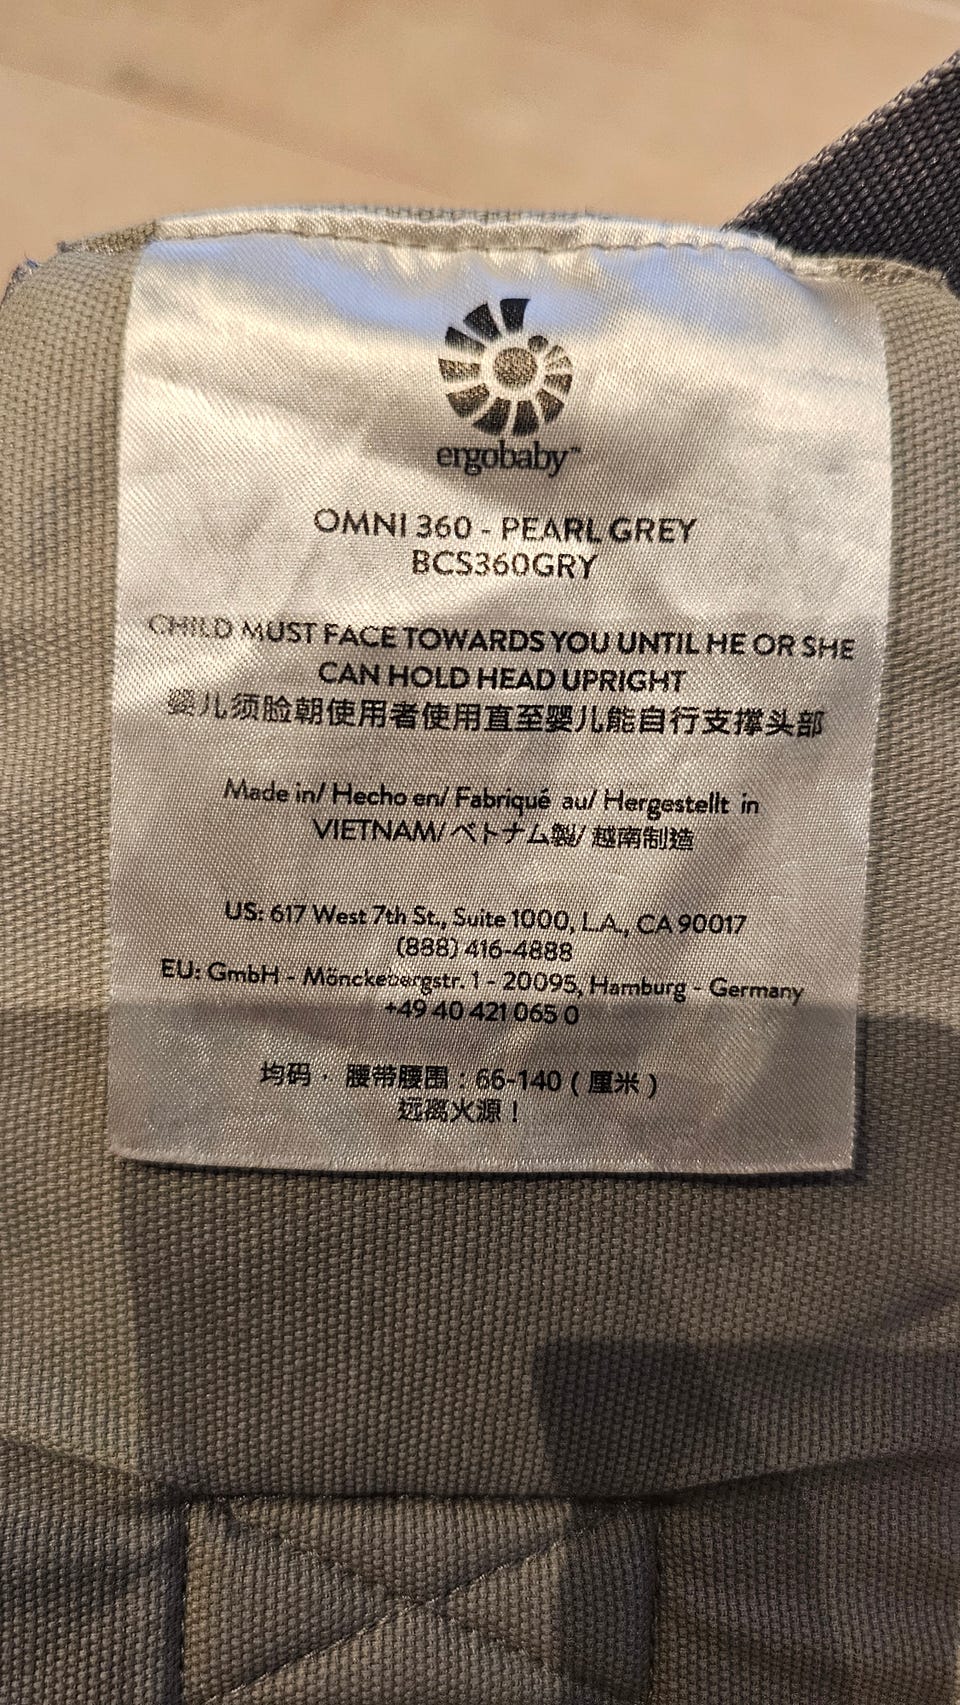 ergobaby™
OMNI 360 - PEARL GREY
BCS360GRY
CHILD MUST FACE TOWARDS YOU UNTIL HE OR SHE
CAN HOLD HEAD UPRIGHT
婴儿须脸朝使用者使用直至婴儿能自行支撑头部
Made in/ Hecho en/ Fabriqué au/ Hergestellt in
VIETNAM/ベトナム製/ 越南制造
US: 617 West 7th St., Suite 1000, L.A., CA 90017
(888) 416-4888
EU: GmbH - Mönckebergstr. 1 - 20095, Hamburg - Germany
+49 40 421 065 0
均码 · 腰带腰围：66-140（厘米）
远离火源！